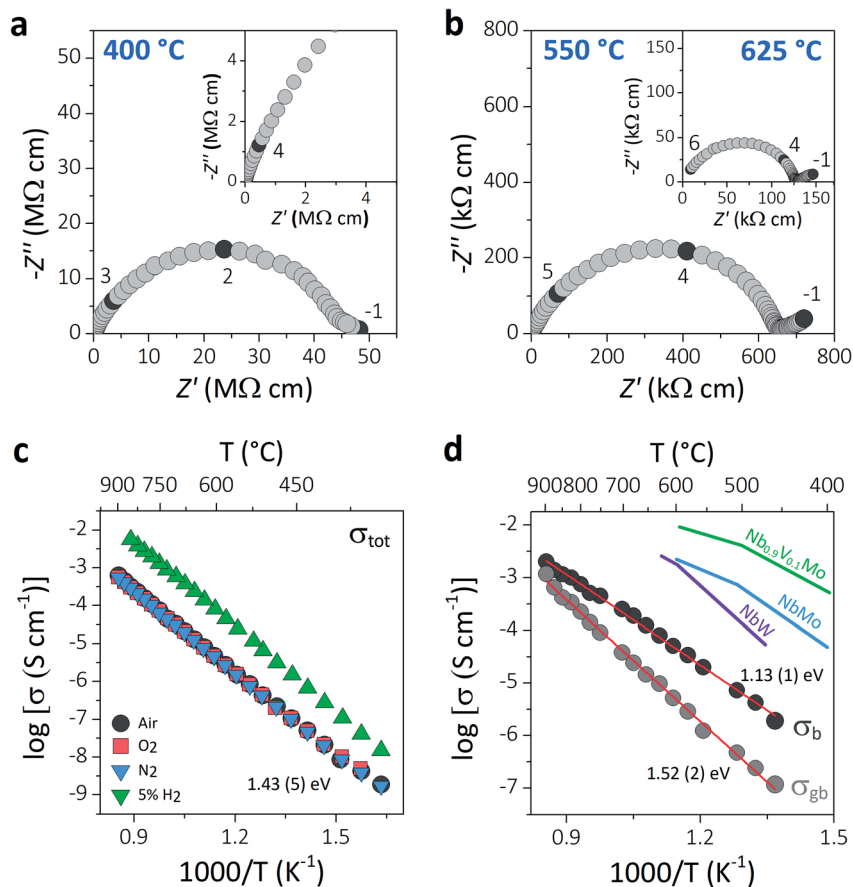 a
400 °C
-Z'' (MΩ cm)
55
50
45
40
35
30
25
20
15
10
5
0
3
2
-1
0 10 20 30 40 50
Z' (MΩ cm)
-Z'' (MΩ cm)
4
2
0
4
0 2 4
Z' (MΩ cm)
b
550 °C
625 °C
-Z'' (kΩ cm)
800
600
400
200
0
5
4
-1
0 200 400 600 800
Z' (kΩ cm)
-Z'' (kΩ cm)
150
100
50
0
6
4
-1
0 50 100 150
Z' (kΩ cm)
c
T (°C)
900 750 600 450
σtot
log [σ (S cm⁻¹)]
-2
-3
-4
-5
-6
-7
-8
-9
Air
O2
N2
5% H2
1.43 (5) eV
0.9 1.2 1.5
1000/T (K⁻¹)
d
T (°C)
900 800 700 600 500 400
log [σ (S cm⁻¹)]
-2
-3
-4
-5
-6
-7
Nb0.9V0.1Mo
NbMo
NbW
1.13 (1) eV
σb
1.52 (2) eV
σgb
0.9 1.2 1.5
1000/T (K⁻¹)